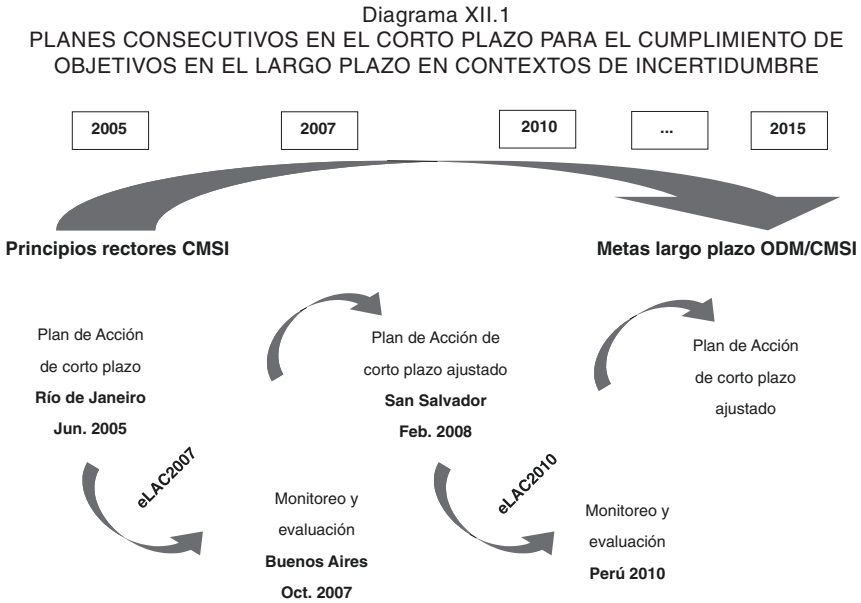 Diagrama XII.1
PLANES CONSECUTIVOS EN EL CORTO PLAZO PARA EL CUMPLIMIENTO DE
OBJETIVOS EN EL LARGO PLAZO EN CONTEXTOS DE INCERTIDUMBRE
2005
2007
2010
...
2015
Principios rectores CMSI
Metas largo plazo ODM/CMSI
Plan de Acción
de corto plazo
Río de Janeiro
Jun. 2005
eLAC2007
Monitoreo y
evaluación
Buenos Aires
Oct. 2007
Plan de Acción de
corto plazo ajustado
San Salvador
Feb. 2008
eLAC2010
Monitoreo y
evaluación
Perú 2010
Plan de Acción
de corto plazo
ajustado